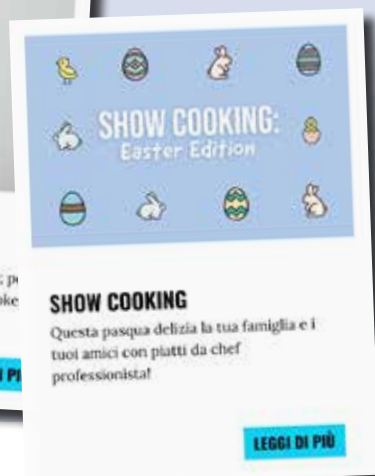 SHOW COOKING:
Easter Edition
SHOW COOKING
Questa pasqua delizia la tua famiglia e i
tuoi amici con piatti da chef
professionista!
LEGGI DI PIÙ